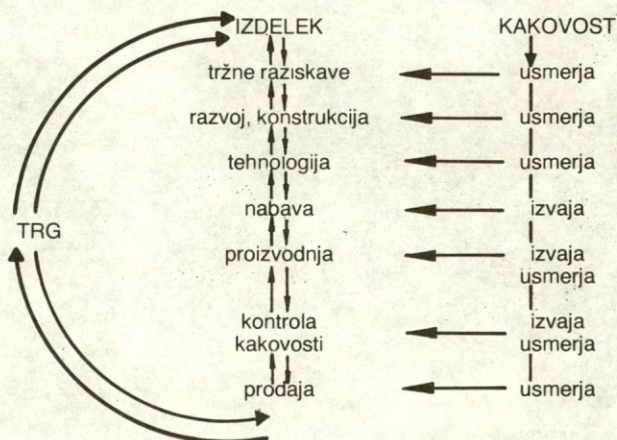 IZDELEK KAKOVOST
tržne raziskave usmerja
razvoj, konstrukcija usmerja
tehnologija usmerja
nabava izvaja
TRG
proizvodnja izvaja
usmerja
kontrola izvaja
kakovosti usmerja
prodaja usmerja